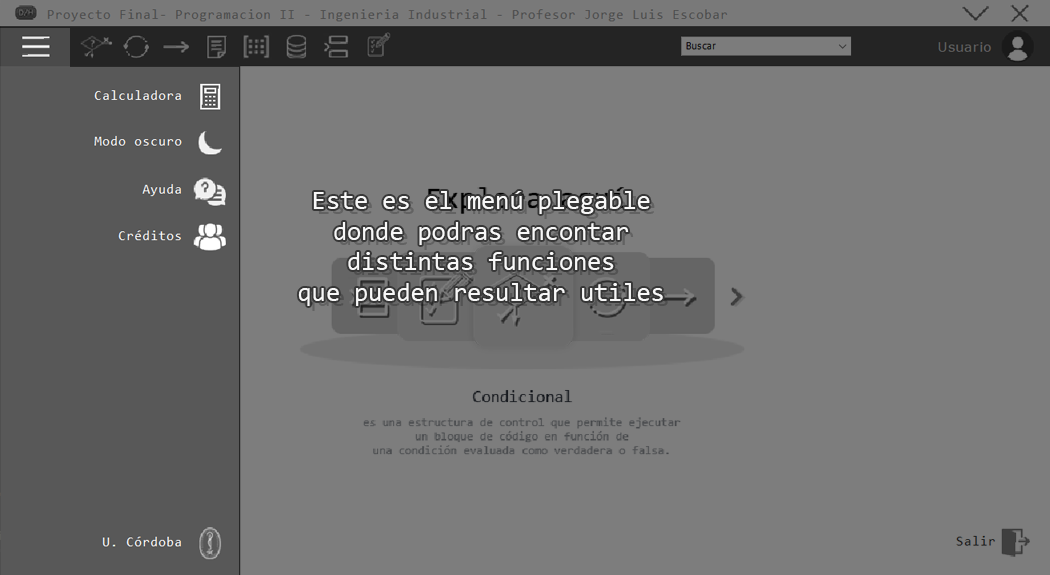 Proyecto Final- Programacion II - Ingenieria Industrial - Profesor Jorge Luis Escobar
Buscar
Usuario
Calculadora
Modo oscuro
Ayuda
Créditos
Explora aquí
Este es el menú plegable
donde podras encontar
distintas funciones
que pueden resultar utiles
Condicional
es una estructura de control que permite ejecutar
un bloque de código en función de
una condición evaluada como verdadera o falsa.
U. Córdoba
Salir